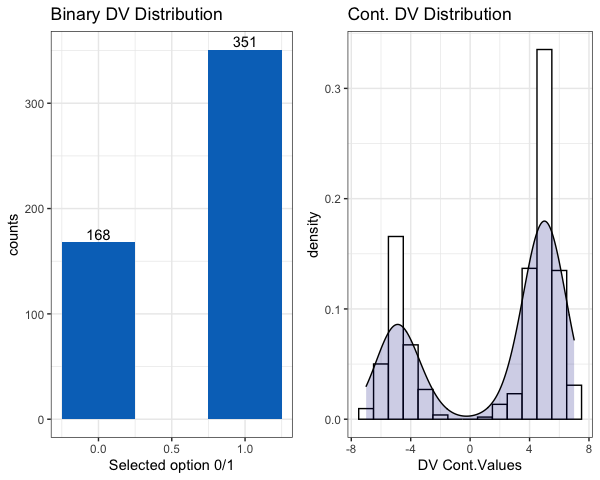 Binary DV Distribution
351
168
300
200
100
0
counts
0.0 0.5 1.0
Selected option 0/1
Cont. DV Distribution
0.3
0.2
0.1
0.0
density
-8 -4 0 4 8
DV Cont.Values